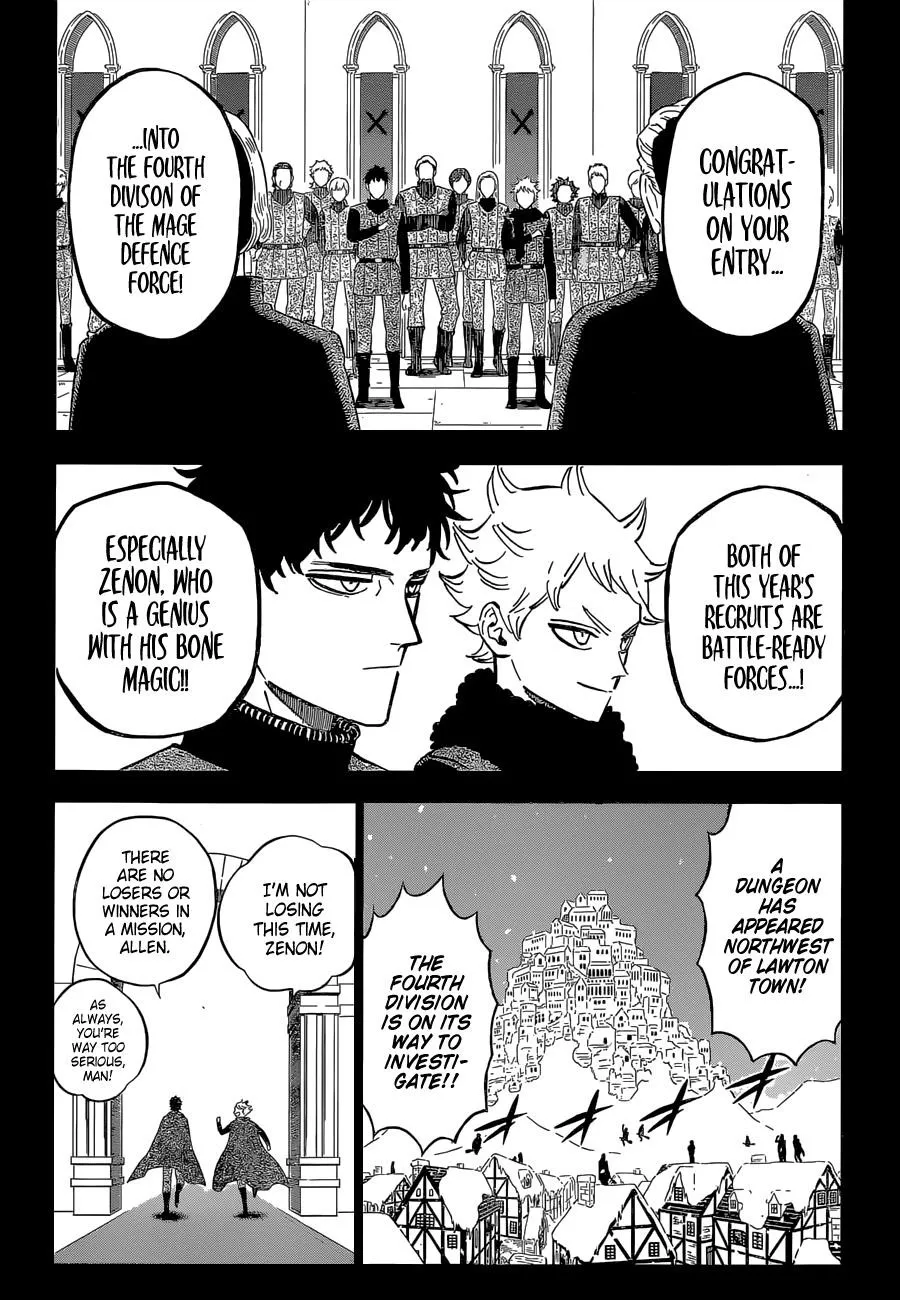 CONGRAT-
ULATIONS
ON YOUR
ENTRY...
...INTO
THE FOURTH
DIVISON OF
THE MAGE
DEFENCE
FORCE!
BOTH OF
THIS YEAR'S
RECRUITS ARE
BATTLE-READY
FORCES...!
ESPECIALLY
ZENON, WHO
IS A GENIUS
WITH HIS BONE
MAGIC!!
A
DUNGEON
HAS
APPEARED
NORTHWEST
OF LAWTON
TOWN!
THE
FOURTH
DIVISION
IS ON ITS
WAY TO
INVESTI-
GATE!!
I'M NOT
LOSING
THIS TIME,
ZENON!
THERE
ARE NO
LOSERS OR
WINNERS IN
A MISSION,
ALLEN.
AS
ALWAYS,
YOU'RE
WAY TOO
SERIOUS,
MAN!